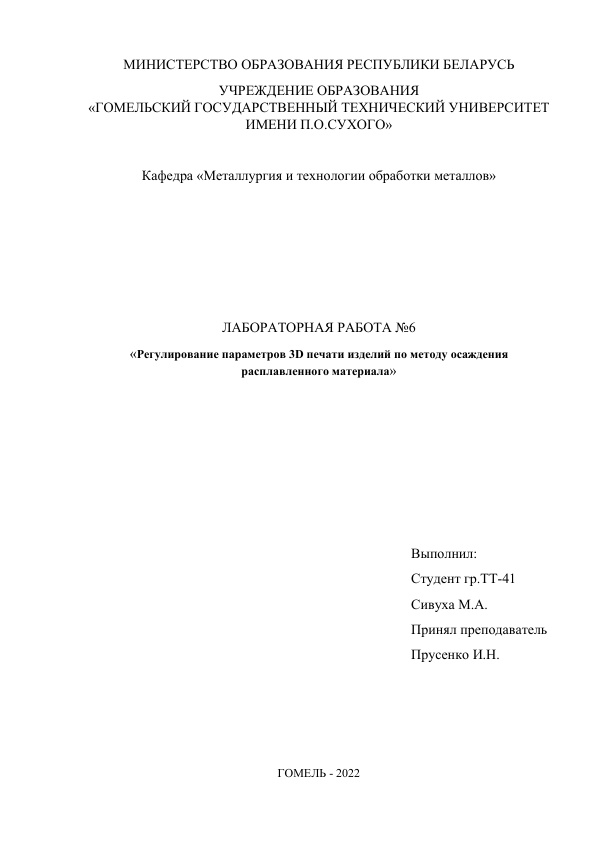 МИНИСТЕРСТВО ОБРАЗОВАНИЯ РЕСПУБЛИКИ БЕЛАРУСЬ
УЧРЕЖДЕНИЕ ОБРАЗОВАНИЯ
«ГОМЕЛЬСКИЙ ГОСУДАРСТВЕННЫЙ ТЕХНИЧЕСКИЙ УНИВЕРСИТЕТ
ИМЕНИ П.О.СУХОГО»
Кафедра «Металлургия и технологии обработки металлов»
ЛАБОРАТОРНАЯ РАБОТА №6
«Регулирование параметров 3D печати изделий по методу осаждения
расплавленного материала»
Выполнил:
Студент гр.ТТ-41
Сивуха М.А.
Принял преподаватель
Прусенко И.Н.
ГОМЕЛЬ - 2022